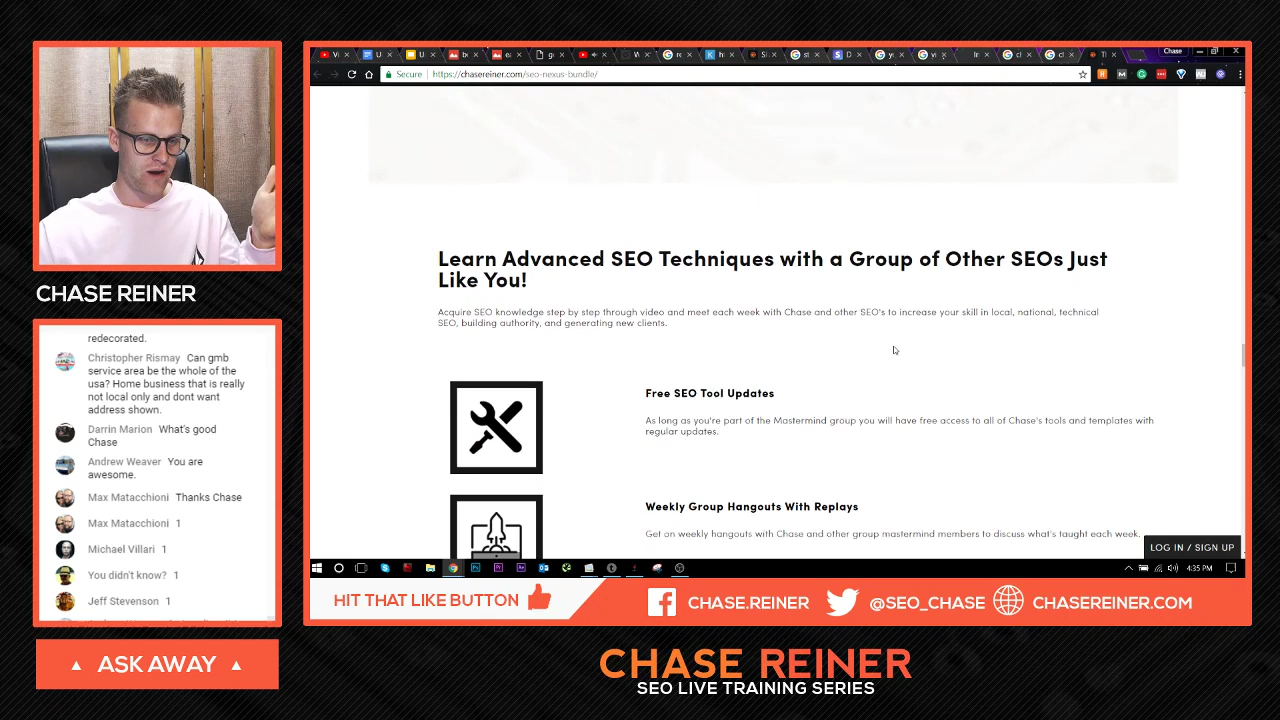 CHASE REINER
redecorated.
Christopher Rismay Can gmb
service area be the whole of the
usa? Home business that is really
not local only and dont want
address shown.
Darrin Marion What's good
Chase
Andrew Weaver You are
awesome.
Max Matacchioni Thanks Chase
Max Matacchioni 1
Michael Villari 1
You didn't know? 1
Jeff Stevenson 1
▲ ASK AWAY ▲
Chase
Secure https://chasereiner.com/seo-nexus-bundle/
Learn Advanced SEO Techniques with a Group of Other SEOs Just
Like You!
Acquire SEO knowledge step by step through video and meet each week with Chase and other SEO's to increase your skill in local, national, technical
SEO, building authority, and generating new clients.
Free SEO Tool Updates
As long as you're part of the Mastermind group you will have free access to all of Chase's tools and templates with
regular updates.
Weekly Group Hangouts With Replays
Get on weekly hangouts with Chase and other group mastermind members to discuss what's taught each week.
LOG IN / SIGN UP
4:35 PM
HIT THAT LIKE BUTTON
CHASE.REINER
@SEO_CHASE
CHASEREINER.COM
CHASE REINER
SEO LIVE TRAINING SERIES